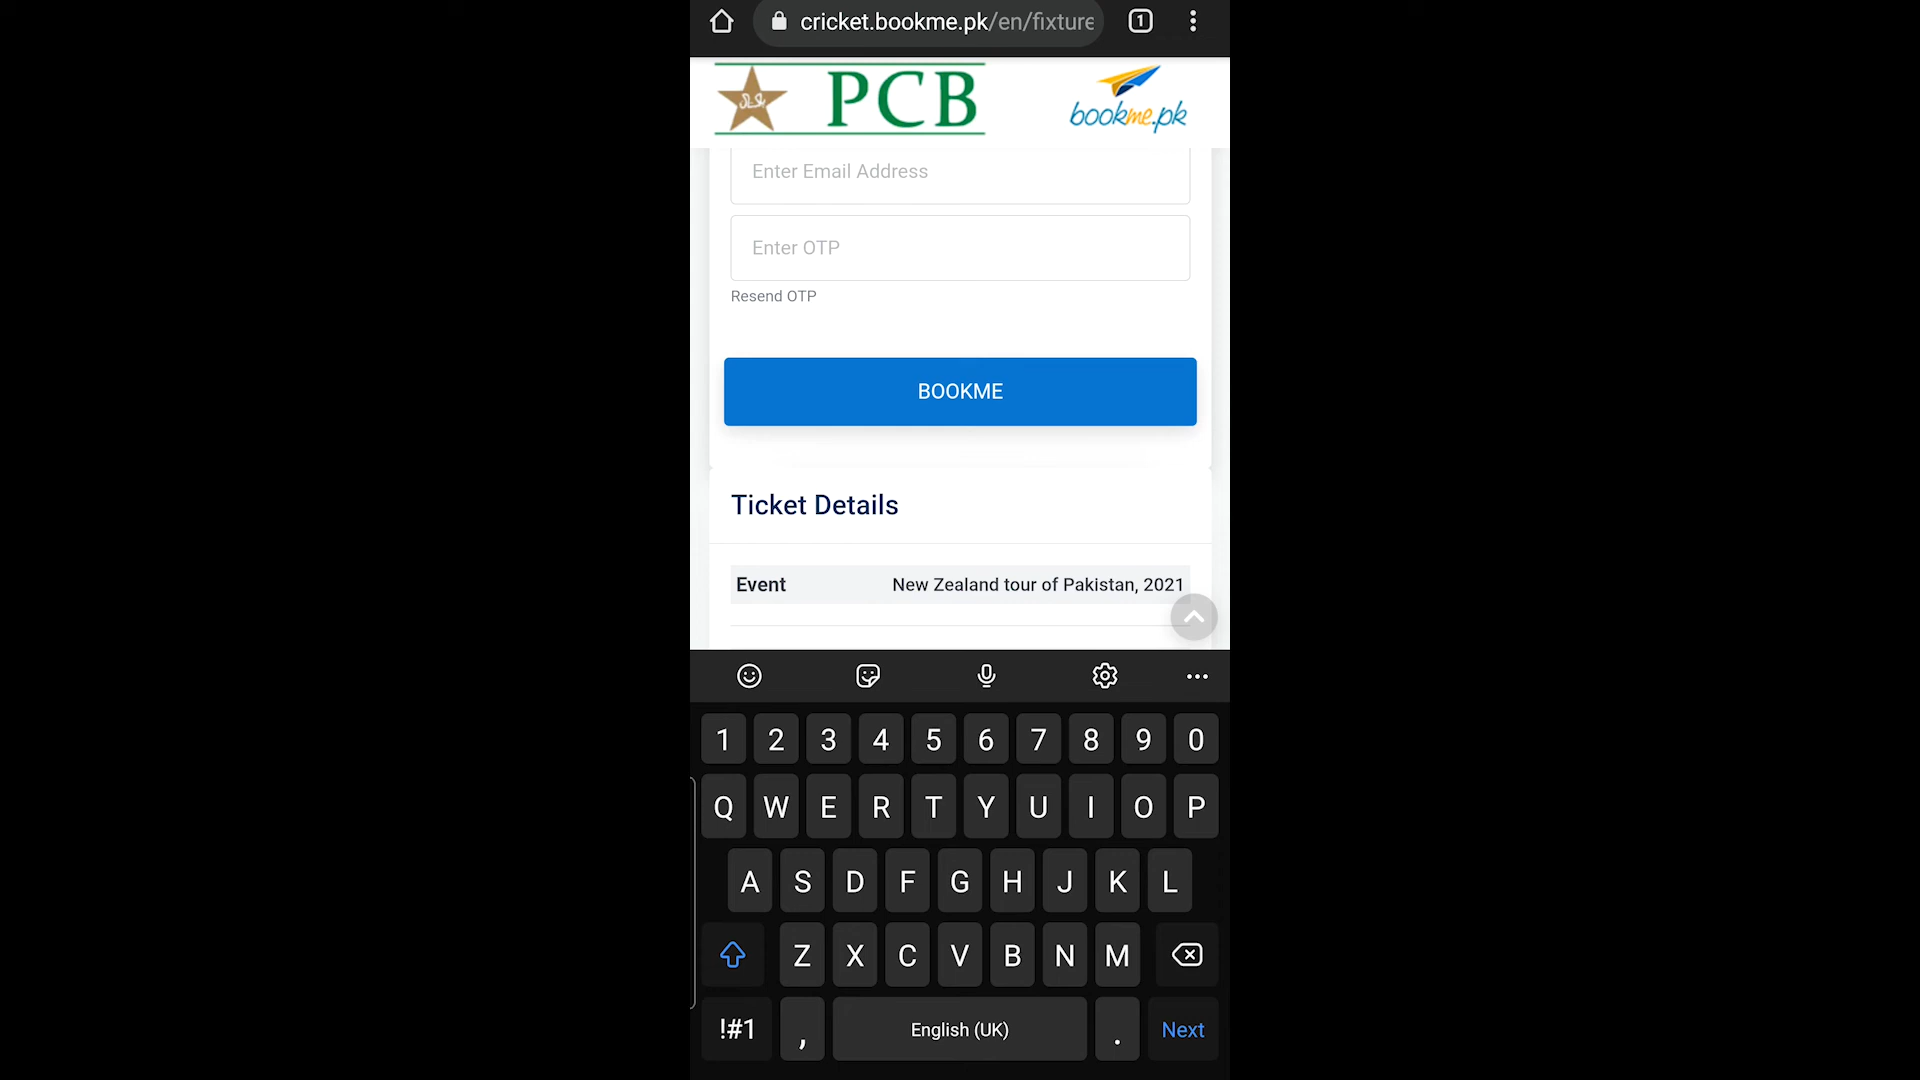 cricket.bookme.pk/en/fixture
1
PCB
bookme.pk
Enter Email Address
Enter OTP
Resend OTP
BOOKME
Ticket Details
Event New Zealand tour of Pakistan, 2021
1 2 3 4 5 6 7 8 9 0
Q W E R T Y U I O P
A S D F G H J K L
Z X C V B N M
!#1 , English (UK) . Next